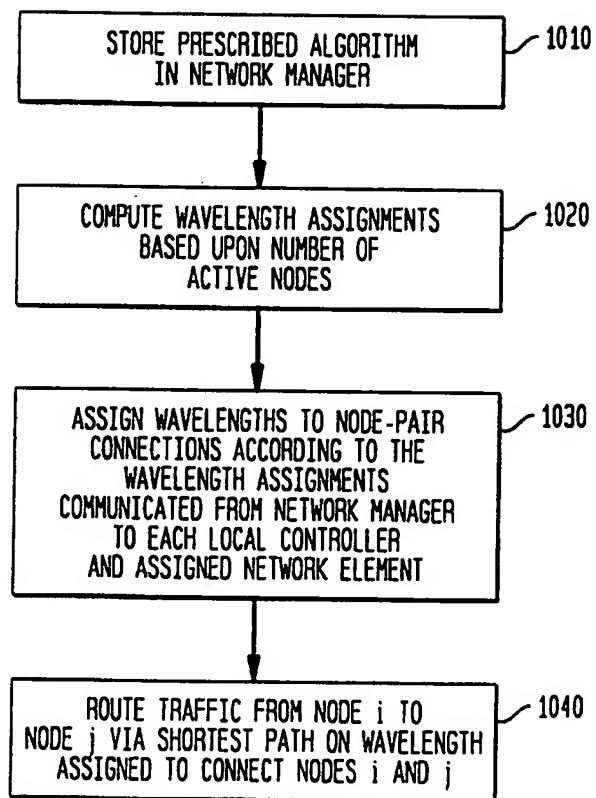 STORE PRESCRIBED ALGORITHM
IN NETWORK MANAGER
1010
COMPUTE WAVELENGTH ASSIGNMENTS
BASED UPON NUMBER OF
ACTIVE NODES
1020
ASSIGN WAVELENGTHS TO NODE-PAIR
CONNECTIONS ACCORDING TO THE
WAVELENGTH ASSIGNMENTS
COMMUNICATED FROM NETWORK MANAGER
TO EACH LOCAL CONTROLLER
AND ASSIGNED NETWORK ELEMENT
1030
ROUTE TRAFFIC FROM NODE i TO
NODE j VIA SHORTEST PATH ON WAVELENGTH
ASSIGNED TO CONNECT NODES i AND j
1040